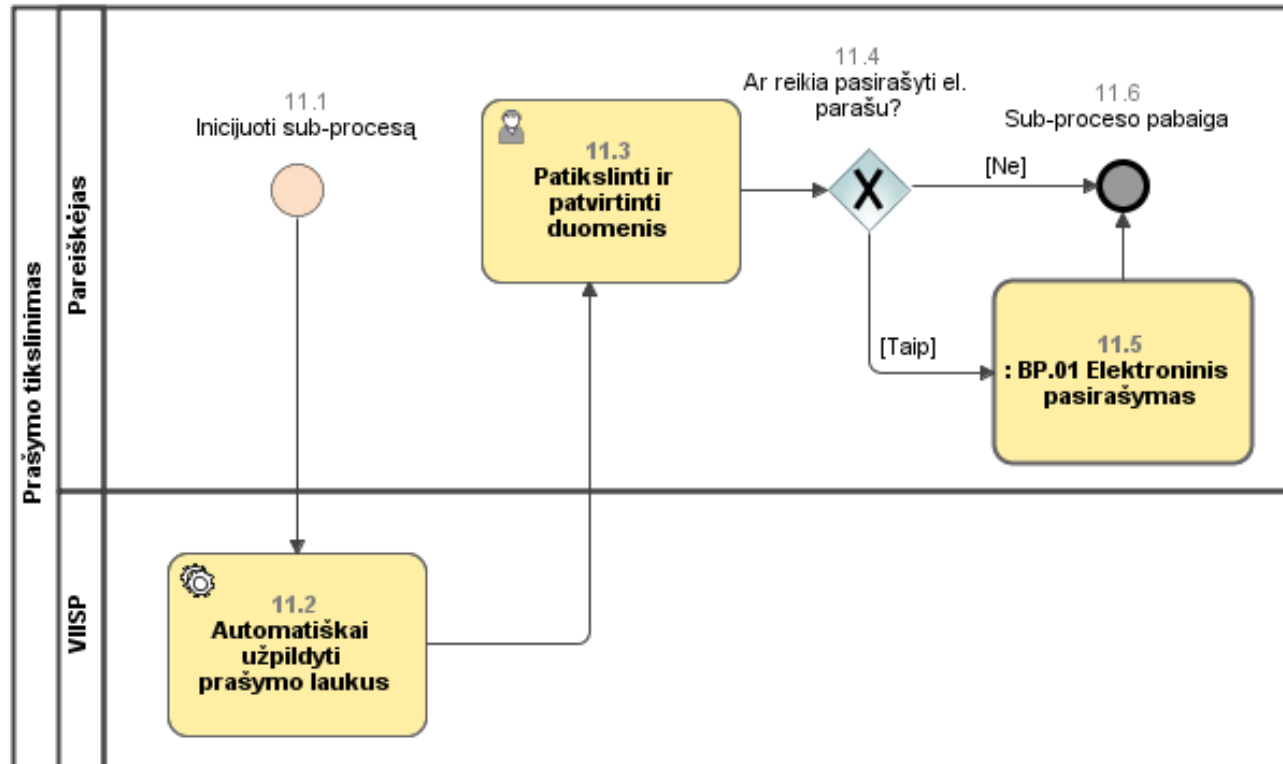 Prašymo tikslinimas
Pareiškėjas
11.1
Inicijuoti sub-procesą
11.3
Patikslinti ir
patvirtinti
duomenis
11.4
Ar reikia pasirašyti el.
parašu?
[Ne]
11.6
Sub-proceso pabaiga
[Taip]
11.5
: BP.01 Elektroninis
pasirašymas
VIISP
11.2
Automatiškai
užpildyti
prašymo laukus